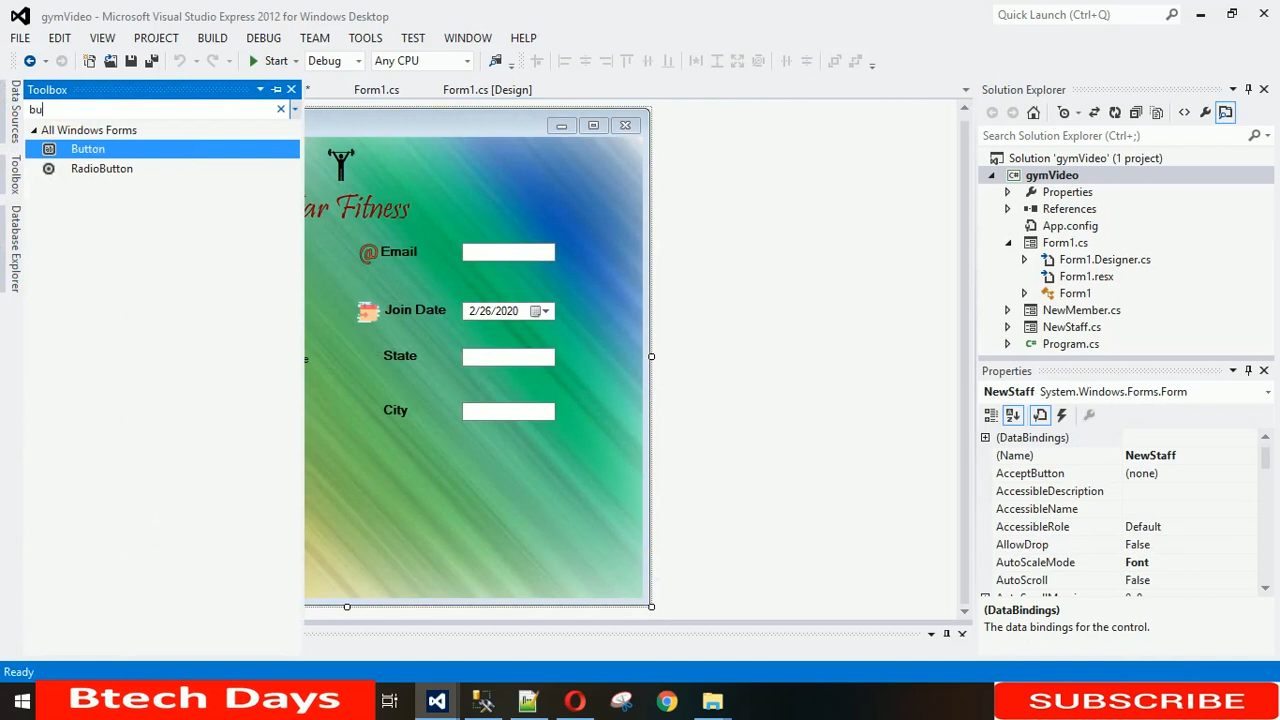 gymVideo - Microsoft Visual Studio Express 2012 for Windows Desktop
Quick Launch (Ctrl+Q)
FILE EDIT VIEW PROJECT BUILD DEBUG TEAM TOOLS TEST WINDOW HELP
Start Debug Any CPU
Toolbox
* Form1.cs Form1.cs [Design]
bu
All Windows Forms
Button
RadioButton
Data Sources
Toolbox
Database Explorer
ar Fitness
@ Email
Join Date 2/26/2020
State
City
Solution Explorer
Search Solution Explorer (Ctrl+;)
Solution 'gymVideo' (1 project)
C# gymVideo
Properties
References
App.config
Form1.cs
Form1.Designer.cs
Form1.resx
Form1
NewMember.cs
NewStaff.cs
Program.cs
Properties
NewStaff System.Windows.Forms.Form
(DataBindings)
(Name) NewStaff
AcceptButton (none)
AccessibleDescription
AccessibleName
AccessibleRole Default
AllowDrop False
AutoScaleMode Font
AutoScroll False
(DataBindings)
The data bindings for the control.
Ready
Btech Days
SUBSCRIBE